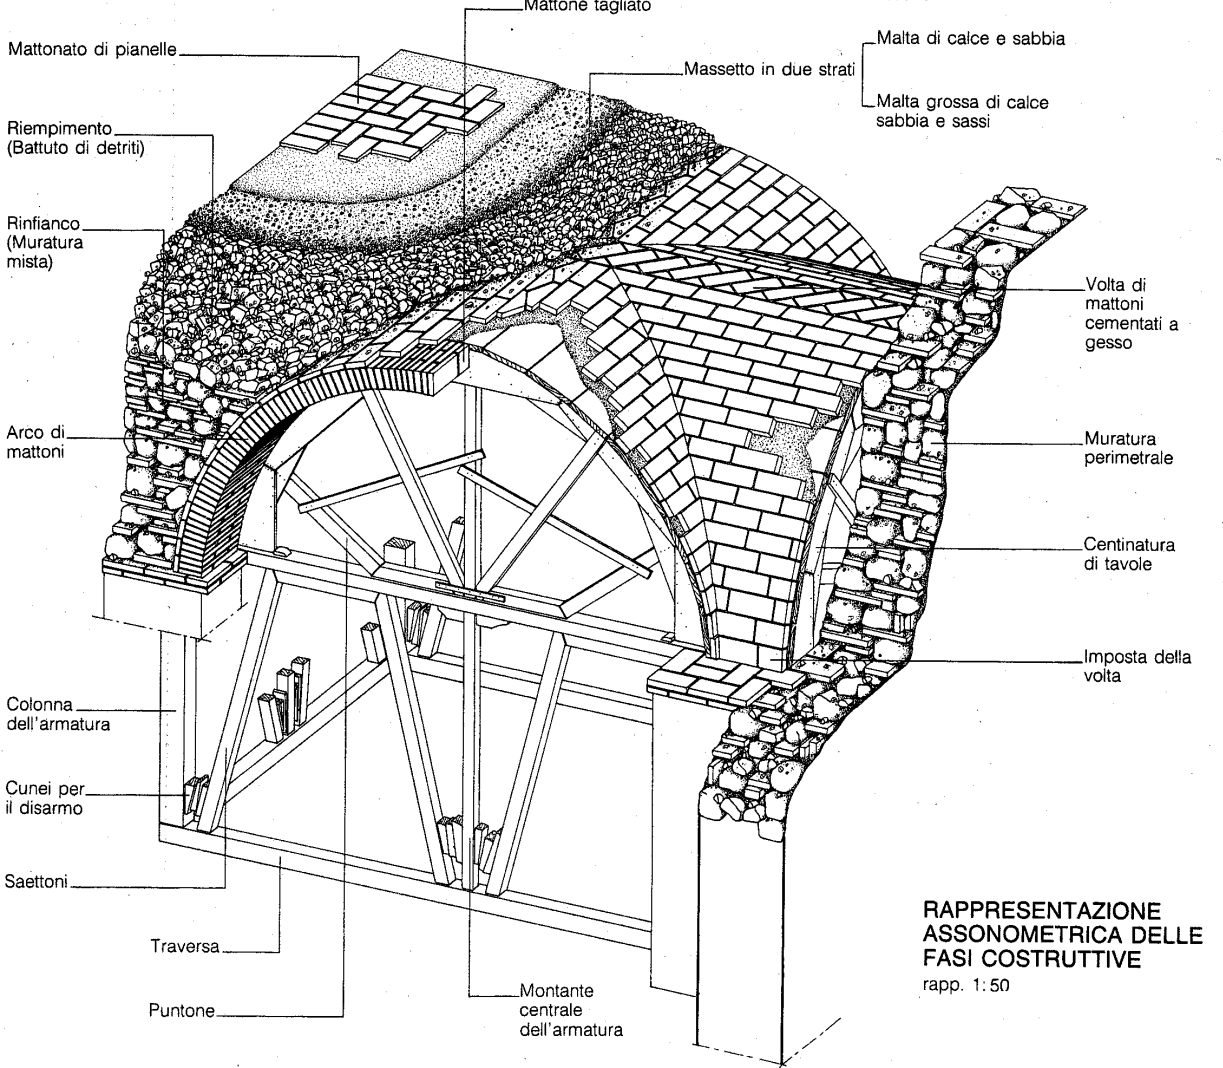 Mattone tagliato
Mattonato di pianelle
Massetto in due strati
Malta di calce e sabbia
Malta grossa di calce
sabbia e sassi
Riempimento
(Battuto di detriti)
Rinfianco
(Muratura
mista)
Volta di
mattoni
cementati a
gesso
Arco di
mattoni
Muratura
perimetrale
Centinatura
di tavole
Imposta della
volta
Colonna
dell'armatura
Cunei per
il disarmo
Saettoni
Traversa
Puntone
Montante
centrale
dell'armatura
RAPPRESENTAZIONE
ASSONOMETRICA DELLE
FASI COSTRUTTIVE
rapp. 1:50